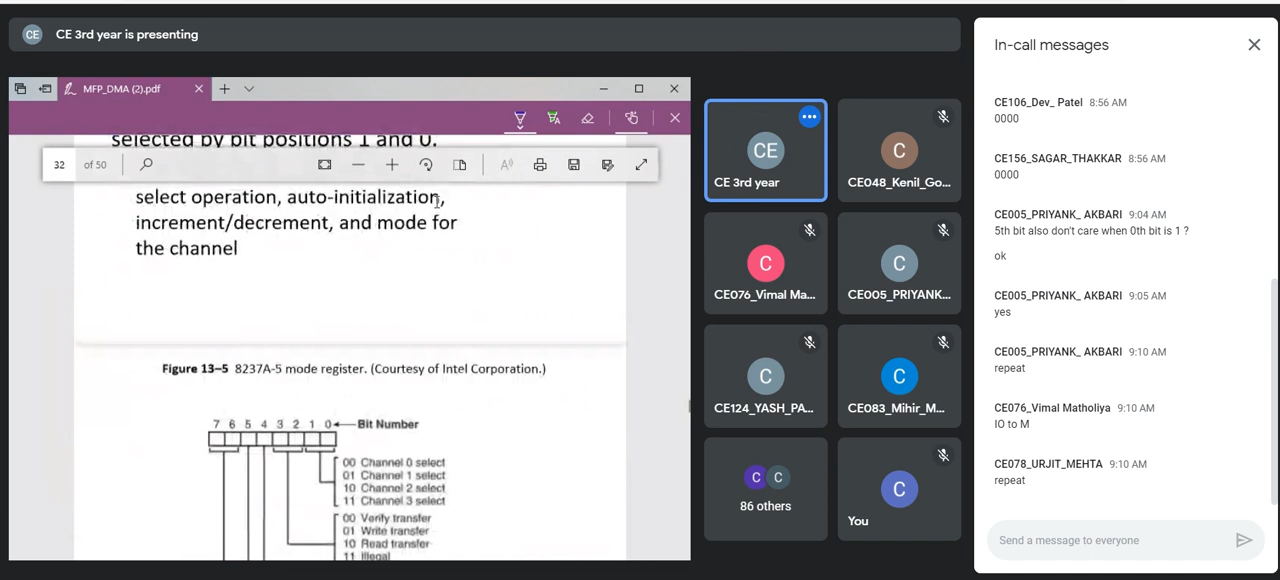 CE CE 3rd year is presenting
MFP_DMA (2).pdf
selected by bit positions 1 and 0.
32 of 50
select operation, auto-initialization,
increment/decrement, and mode for
the channel
Figure 13–5 8237A-5 mode register. (Courtesy of Intel Corporation.)
7 6 5 4 3 2 1 0 Bit Number
00 Channel 0 select
01 Channel 1 select
10 Channel 2 select
11 Channel 3 select
00 Verify transfer
01 Write transfer
10 Read transfer
11 Illegal
CE
CE 3rd year
C
CE048_Kenil_Go...
C
CE076_Vimal Ma...
C
CE005_PRIYANK...
C
CE124_YASH_PA...
C
CE083_Mihir_M...
C C
86 others
C
You
In-call messages
CE106_Dev_ Patel 8:56 AM
0000
CE156_SAGAR_THAKKAR 8:56 AM
0000
CE005_PRIYANK_ AKBARI 9:04 AM
5th bit also don't care when 0th bit is 1 ?
ok
CE005_PRIYANK_ AKBARI 9:05 AM
yes
CE005_PRIYANK_ AKBARI 9:10 AM
repeat
CE076_Vimal Matholiya 9:10 AM
IO to M
CE078_URJIT_MEHTA 9:10 AM
repeat
Send a message to everyone